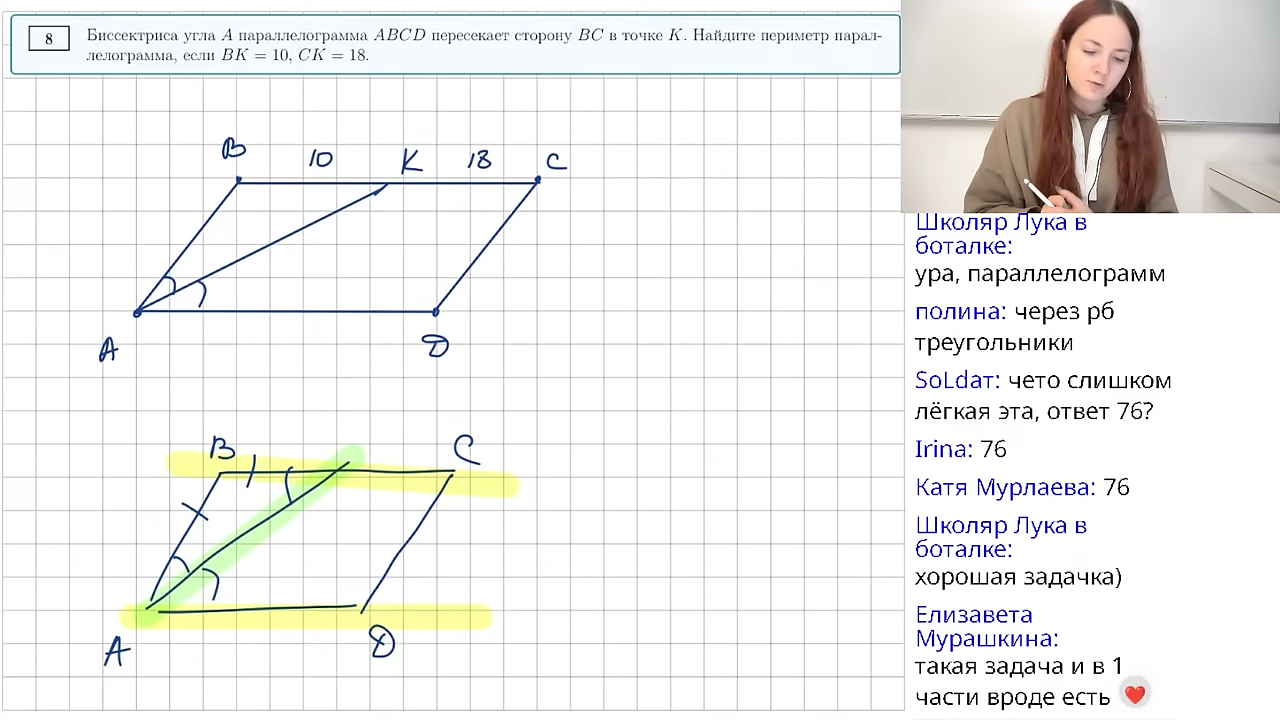 8
Биссектриса угла A параллелограмма ABCD пересекает сторону BC в точке K. Найдите периметр парал-
лелограмма, если BK = 10, CK = 18.
B 10 K 18 C
A D
B C
A D
Школяр Лука в
боталке:
ура, параллелограмм
полина: через рб
треугольники
SoLdат: чето слишком
лёгкая эта, ответ 76?
Irina: 76
Катя Мурлаева: 76
Школяр Лука в
боталке:
хорошая задачка)
Елизавета
Мурашкина:
такая задача и в 1
части вроде есть ❤️